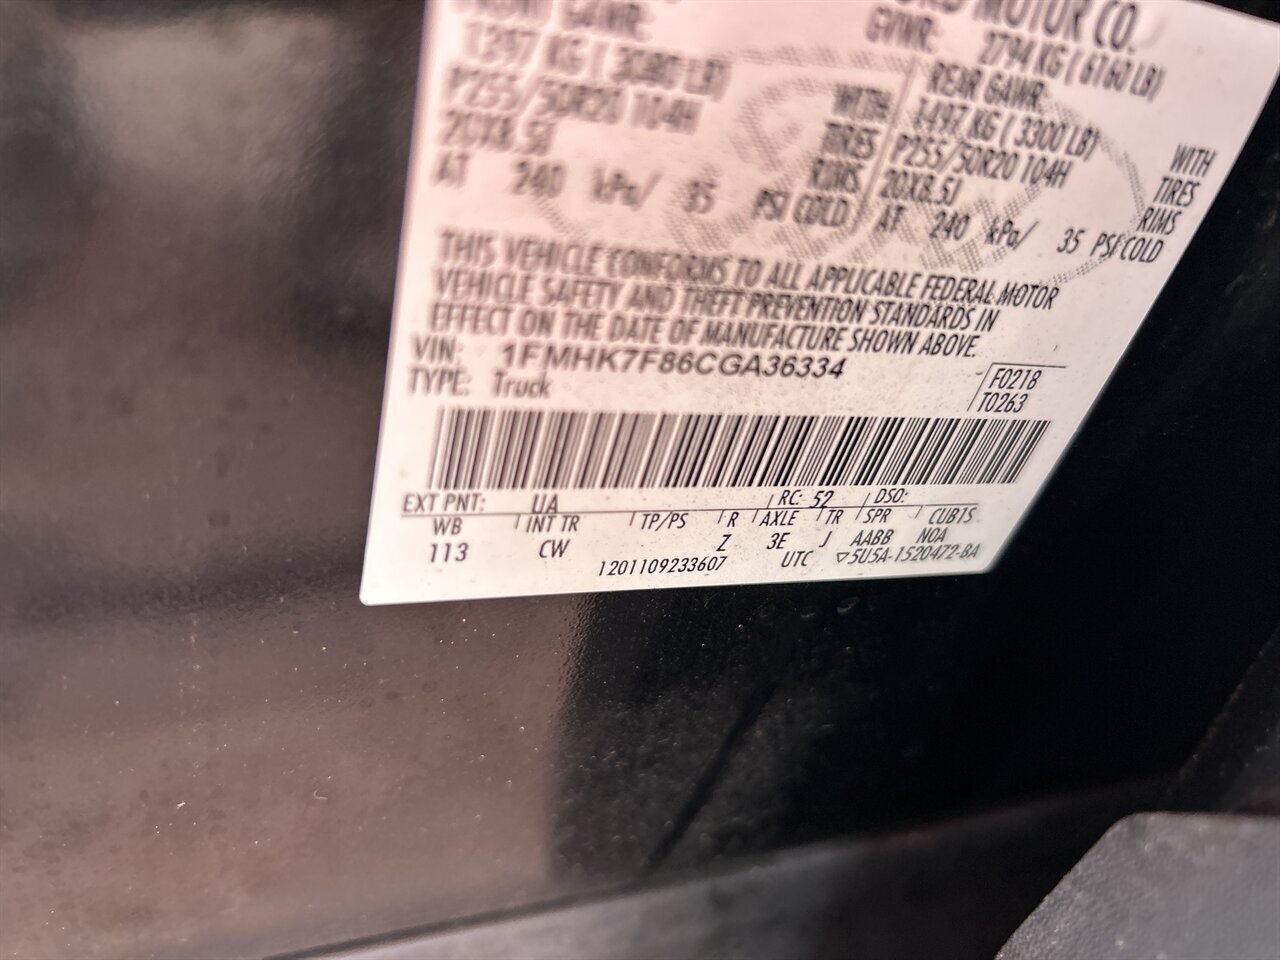 MOTOR CO.
FRONT GAWR: GVWR: 2794 KG ( 6160 LB)
1397 KG ( 3080 LB) WITH REAR GAWR: 1497 KG ( 3300 LB) WITH
P255/50R20 104H TIRES P255/50R20 104H TIRES
20X8.5J RIMS 20X8.5J RIMS
AT 240 kPa/ 35 PSI COLD AT 240 kPa/ 35 PSI COLD
THIS VEHICLE CONFORMS TO ALL APPLICABLE FEDERAL MOTOR
VEHICLE SAFETY AND THEFT PREVENTION STANDARDS IN
EFFECT ON THE DATE OF MANUFACTURE SHOWN ABOVE.
VIN: 1FMHK7F86CGA36334
TYPE: Truck
F0218
T0263
EXT PNT: UA RC: 52 DSO:
WB INT TR TP/PS R AXLE TR SPR CUBTS
113 CW Z 3E J AABB NOA
1201109233607 UTC ▽5U5A-1520472-BA